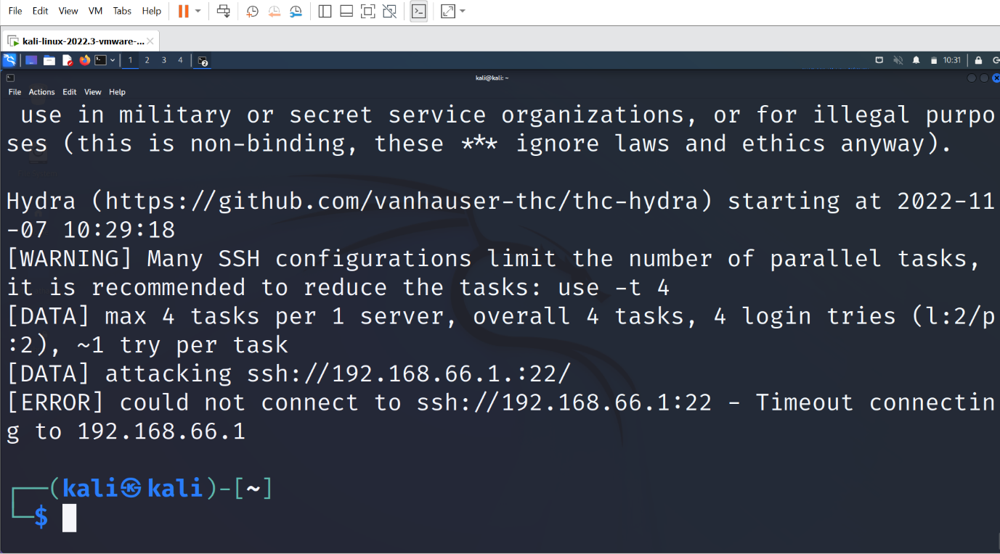 File Edit View VM Tabs Help
kali-linux-2022.3-vmware-...
1 2 3 4 2 10:31
kali@kali: ~
File Actions Edit View Help
use in military or secret service organizations, or for illegal purpo
ses (this is non-binding, these *** ignore laws and ethics anyway).
Hydra (https://github.com/vanhauser-thc/thc-hydra) starting at 2022-11
-07 10:29:18
[WARNING] Many SSH configurations limit the number of parallel tasks,
it is recommended to reduce the tasks: use -t 4
[DATA] max 4 tasks per 1 server, overall 4 tasks, 4 login tries (l:2/p
:2), ~1 try per task
[DATA] attacking ssh://192.168.66.1.:22/
[ERROR] could not connect to ssh://192.168.66.1:22 - Timeout connectin
g to 192.168.66.1
┌──(kali㉿kali)-[~]
└─$